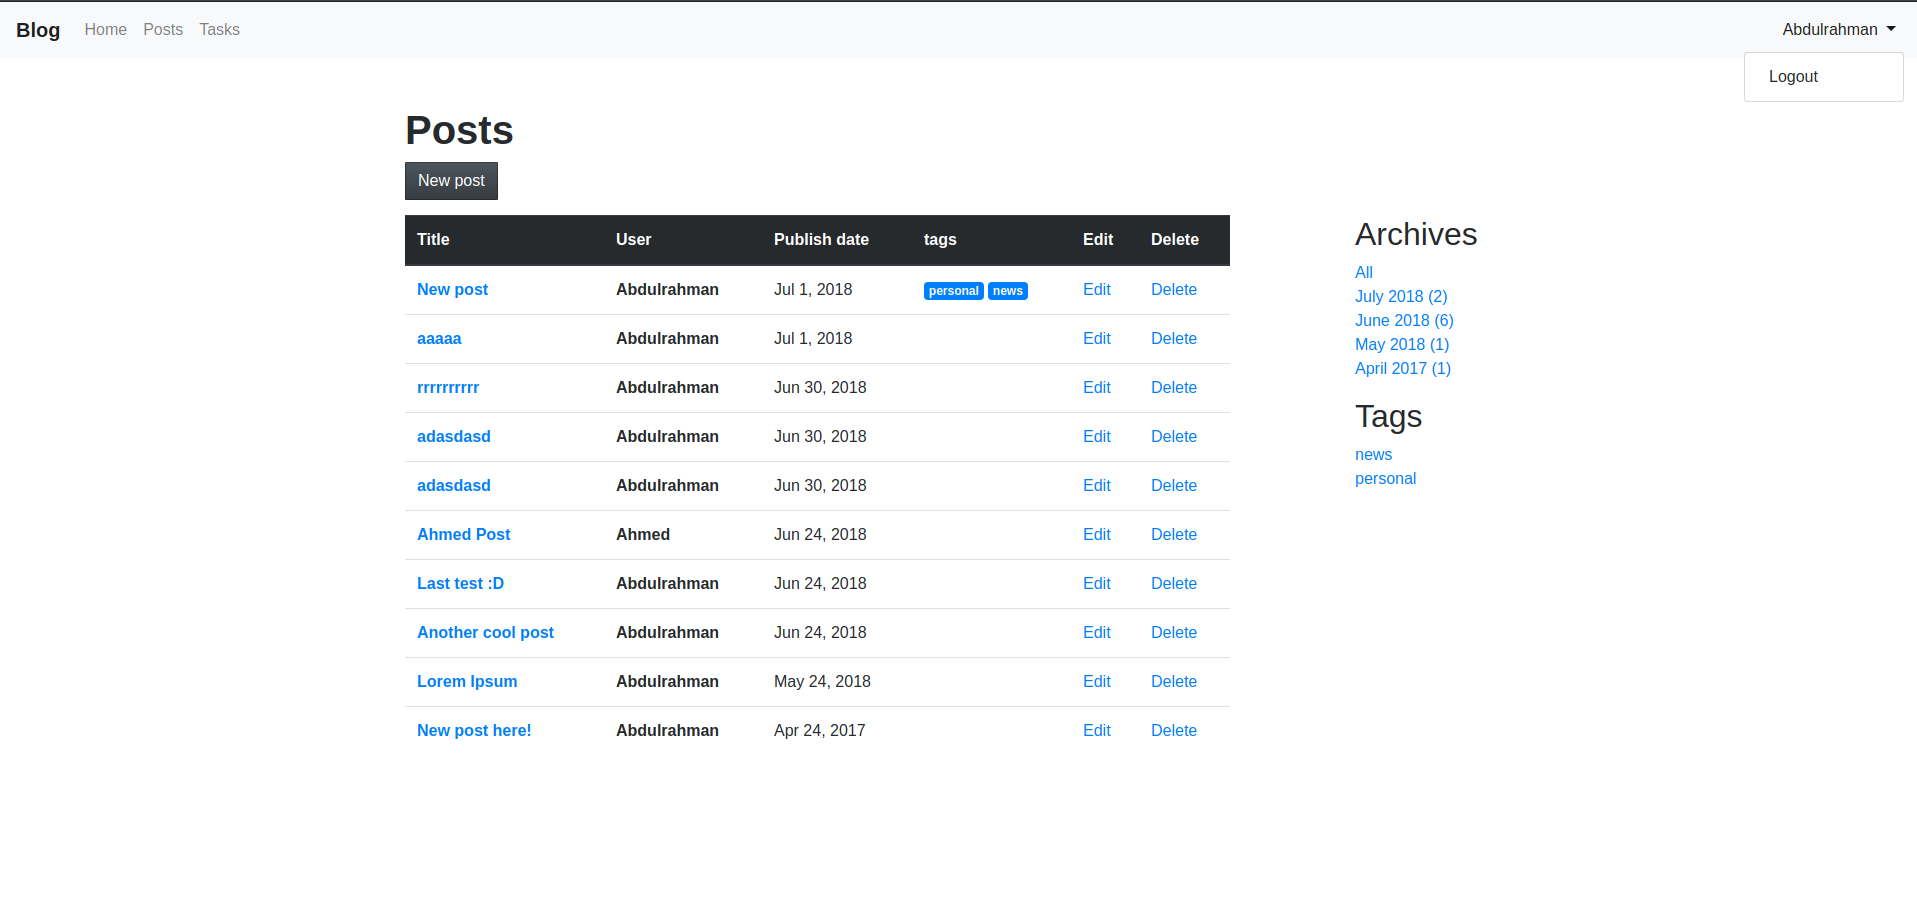 Blog Home Posts Tasks Abdulrahman
Logout
Posts
New post
Title User Publish date tags Edit Delete
New post Abdulrahman Jul 1, 2018 personal news Edit Delete
aaaaa Abdulrahman Jul 1, 2018 Edit Delete
rrrrrrrrrr Abdulrahman Jun 30, 2018 Edit Delete
adasdasd Abdulrahman Jun 30, 2018 Edit Delete
adasdasd Abdulrahman Jun 30, 2018 Edit Delete
Ahmed Post Ahmed Jun 24, 2018 Edit Delete
Last test :D Abdulrahman Jun 24, 2018 Edit Delete
Another cool post Abdulrahman Jun 24, 2018 Edit Delete
Lorem Ipsum Abdulrahman May 24, 2018 Edit Delete
New post here! Abdulrahman Apr 24, 2017 Edit Delete
Archives
All
July 2018 (2)
June 2018 (6)
May 2018 (1)
April 2017 (1)
Tags
news
personal